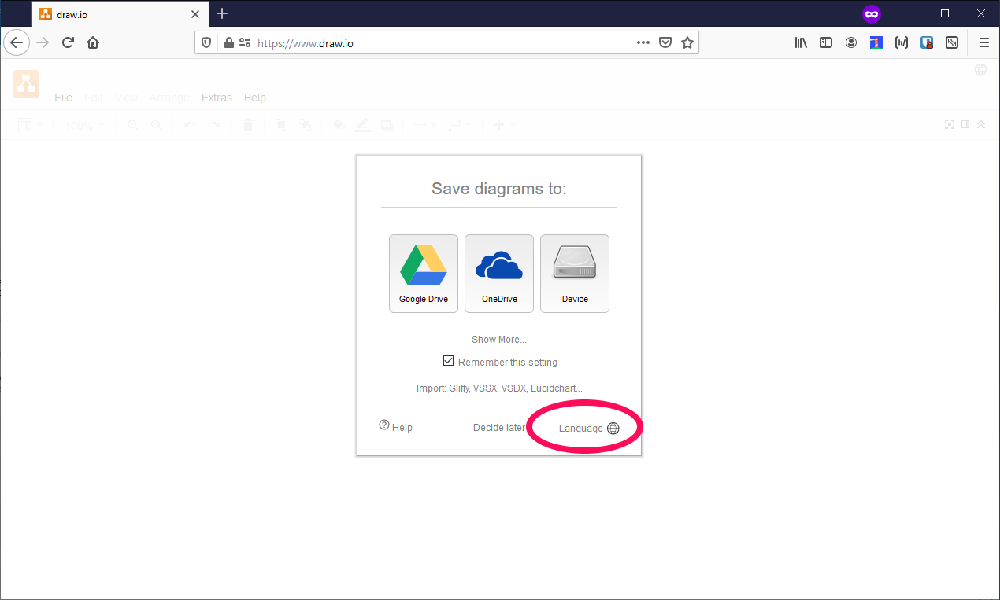 draw.io
https://www.draw.io
File Edit View Arrange Extras Help
100%
Save diagrams to:
Google Drive OneDrive Device
Show More...
Remember this setting
Import: Gliffy, VSSX, VSDX, Lucidchart...
Help Decide later Language